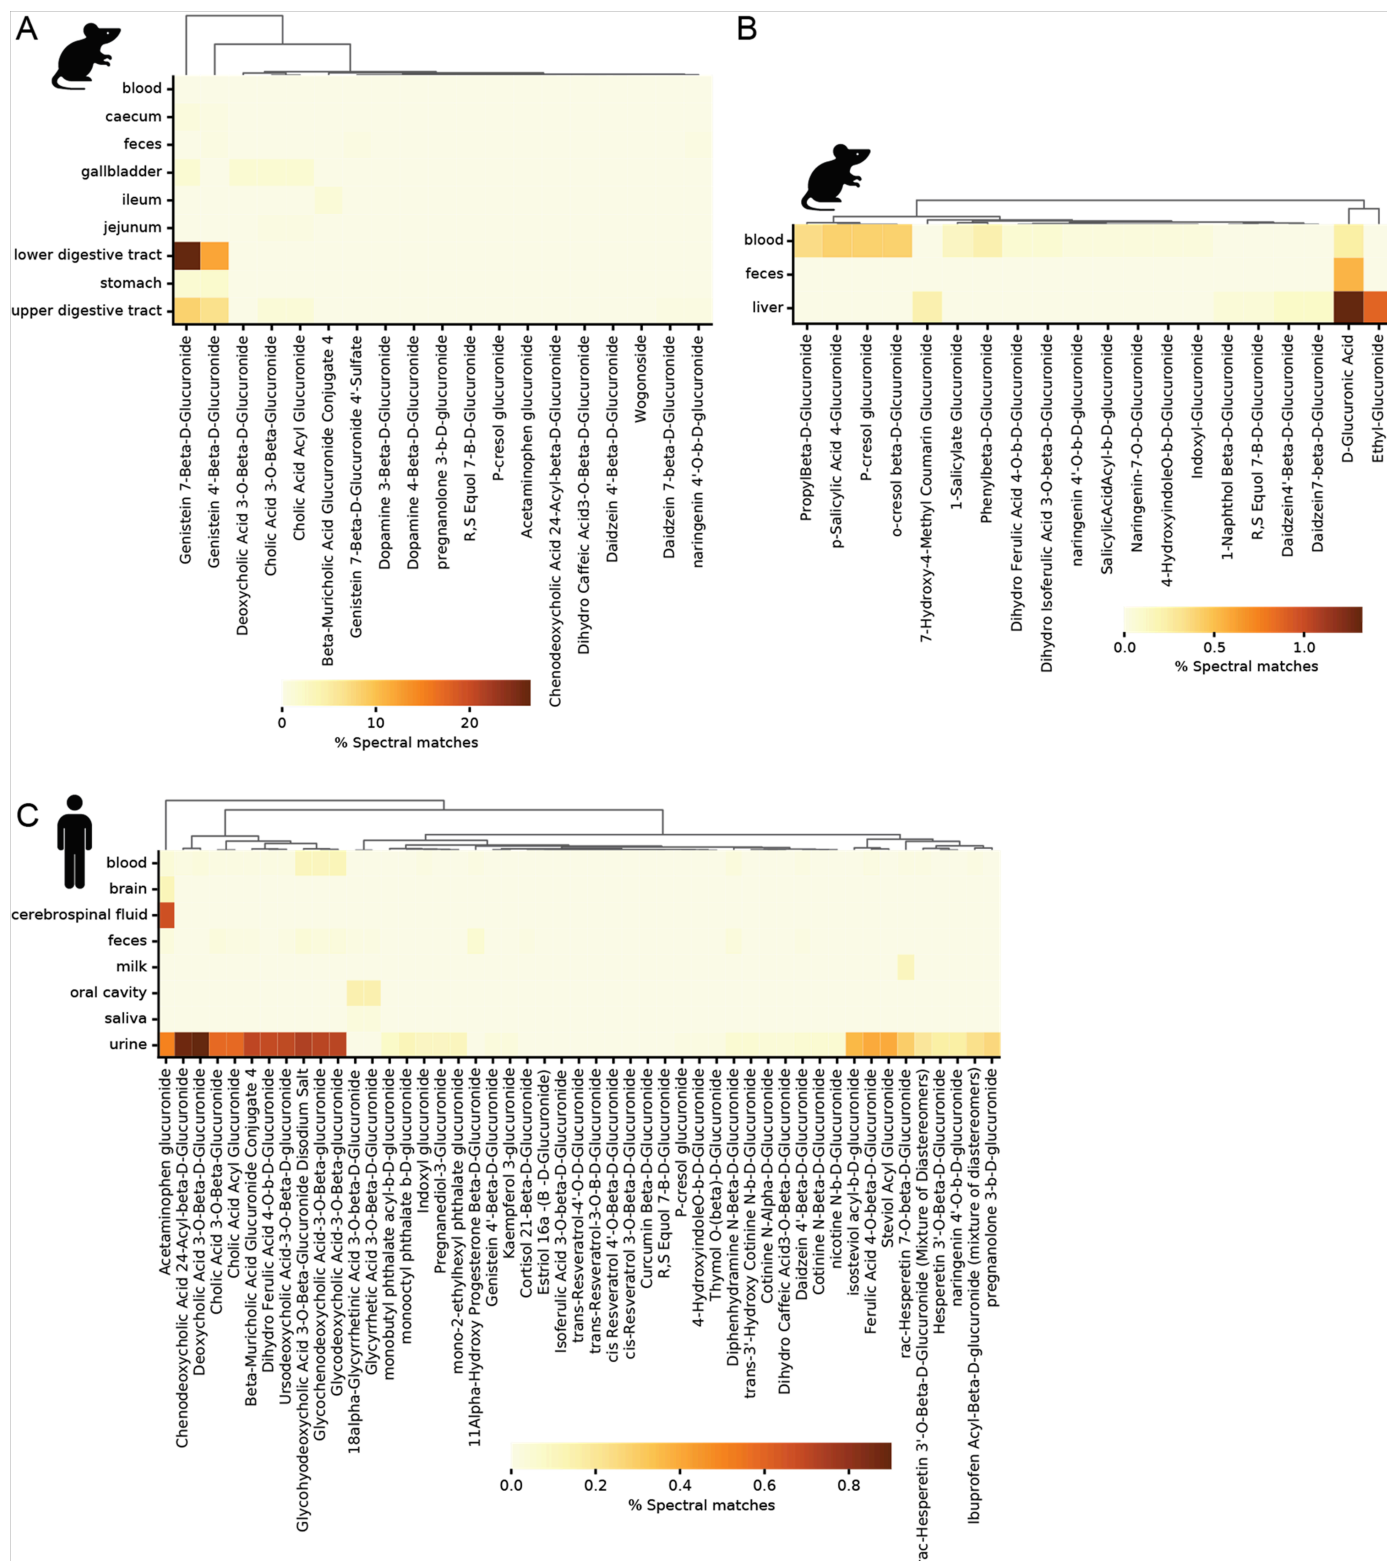 A
blood
caecum
feces
gallbladder
ileum
jejunum
lower digestive tract
stomach
upper digestive tract
Genistein 7-Beta-D-Glucuronide
Genistein 4'-Beta-D-Glucuronide
Deoxycholic Acid 3-O-Beta-D-Glucuronide
Cholic Acid 3-O-Beta-Glucuronide
Cholic Acid Acyl Glucuronide
Beta-Muricholic Acid Glucuronide Conjugate 4
Genistein 7-Beta-D-Glucuronide 4'-Sulfate
Dopamine 3-Beta-D-Glucuronide
Dopamine 4-Beta-D-Glucuronide
pregnanolone 3-b-D-glucuronide
R,S Equol 7-B-D-Glucuronide
P-cresol glucuronide
Acetaminophen glucuronide
Chenodeoxycholic Acid 24-Acyl-beta-D-Glucuronide
Dihydro Caffeic Acid3-O-Beta-D-Glucuronide
Daidzein 4'-Beta-D-Glucuronide
Wogonoside
Daidzein 7-beta-D-Glucuronide
naringenin 4'-O-b-D-glucuronide
0
10
20
% Spectral matches
B
blood
feces
liver
PropylBeta-D-Glucuronide
p-Salicylic Acid 4-Glucuronide
P-cresol glucuronide
o-cresol beta-D-Glcuronide
7-Hydroxy-4-Methyl Coumarin Glucuronide
1-Salicylate Glucuronide
Phenylbeta-D-Glucuronide
Dihydro Ferulic Acid 4-O-b-D-Glucuronide
Dihydro Isoferulic Acid 3-O-beta-D-Glucuronide
naringenin 4'-O-b-D-glucuronide
SalicylicAcidAcyl-b-D-glucuronide
Naringenin-7-O-D-Glucuronide
4-HydroxyindoleO-b-D-Glucuronide
Indoxyl-Glucuronide
1-Naphthol Beta-D-Glucuronide
R,S Equol 7-B-D-Glucuronide
Daidzein4'-Beta-D-Glucuronide
Daidzein7-beta-D-Glucuronide
D-Glucuronic Acid
Ethyl-Glucuronide
0.0
0.5
1.0
% Spectral matches
C
blood
brain
cerebrospinal fluid
feces
milk
oral cavity
saliva
urine
Acetaminophen glucuronide
Chenodeoxycholic Acid 24-Acyl-beta-D-Glucuronide
Deoxycholic Acid 3-O-Beta-D-Glucuronide
Cholic Acid 3-O-Beta-Glucuronide
Cholic Acid Acyl Glucuronide
Beta-Muricholic Acid Glucuronide Conjugate 4
Dihydro Ferulic Acid 4-O-b-D-Glucuronide
Ursodeoxycholic Acid-3-O-Beta-D-glucuronide
Glycohyodeoxycholic Acid 3-O-Beta-Glucuronide Disodium Salt
Glycochenodeoxycholic Acid-3-O-Beta-glucuronide
Glycodeoxycholic Acid-3-O-Beta-glucuronide
18alpha-Glycyrrhetinic Acid 3-O-beta-D-Glucuronide
Glycyrrhetic Acid 3-O-Beta-D-Glucuronide
monobutyl phthalate acyl-b-D-glucuronide
monooctyl phthalate b-D-glucuronide
Indoxyl glucuronide
Pregnanediol-3-Glucuronide
mono-2-ethylhexyl phthalate glucuronide
11Alpha-Hydroxy Progesterone Beta-D-Glucuronide
Genistein 4'-Beta-D-Glucuronide
Kaempferol 3-glucuronide
Cortisol 21-Beta-D-Glucuronide
Estriol 16a -(B -D-Glucuronide)
Isoferulic Acid 3-O-beta-D-Glucuronide
trans-Resveratrol-4'-O-D-Glucuronide
trans-Resveratrol-3-O-B-D-Glucuronide
cis Resveratrol 4'-O-Beta-D-Glucuronide
cis-Resveratrol 3-O-Beta-D-Glucuronide
Curcumin Beta-D-Glucuronide
R,S Equol 7-B-D-Glucuronide
P-cresol glucuronide
4-HydroxyindoleO-b-D-Glucuronide
Thymol O-(beta)-D-Glucuronide
Diphenhydramine N-Beta-D-Glucuronide
trans-3'-Hydroxy Cotinine N-b-D-Glucuronide
Cotinine N-Alpha-D-Glucuronide
Dihydro Caffeic Acid3-O-Beta-D-Glucuronide
Daidzein 4'-Beta-D-Glucuronide
Cotinine N-Beta-D-Glucuronide
nicotine N-b-D-Glucuronide
isosteviol acyl-b-D-glucuronide
Ferulic Acid 4-O-beta-D-Glucuronide
Steviol Acyl Glucuronide
rac-Hesperetin 7-O-beta-D-Glucuronide
rac-Hesperetin 3'-O-Beta-D-Glucuronide (Mixture of Diastereomers)
Hesperetin 3'-O-Beta-D-Glucuronide
naringenin 4'-O-b-D-glucuronide
Ibuprofen Acyl-Beta-D-glucuronide (mixture of diastereomers)
pregnanolone 3-b-D-glucuronide
0.0
0.2
0.4
0.6
0.8
% Spectral matches